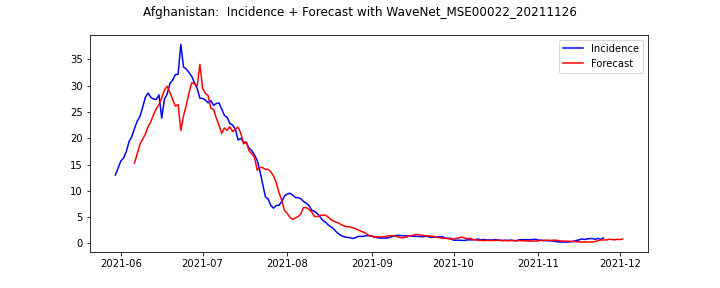 Afghanistan:  Incidence + Forecast with WaveNet_MSE00022_20211126
Incidence
Forecast
35
30
25
20
15
10
5
0
2021-06 2021-07 2021-08 2021-09 2021-10 2021-11 2021-12